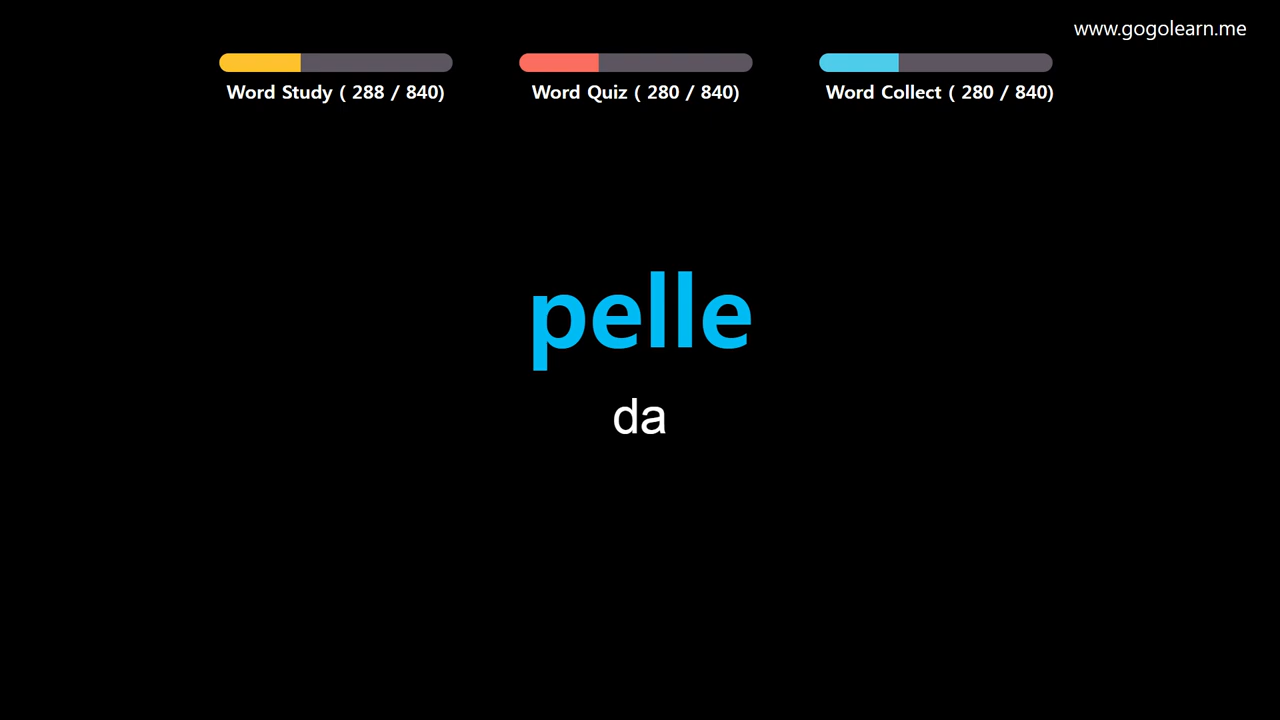 www.gogolearn.me
Word Study ( 288 / 840)
Word Quiz ( 280 / 840)
Word Collect ( 280 / 840)
pelle
da